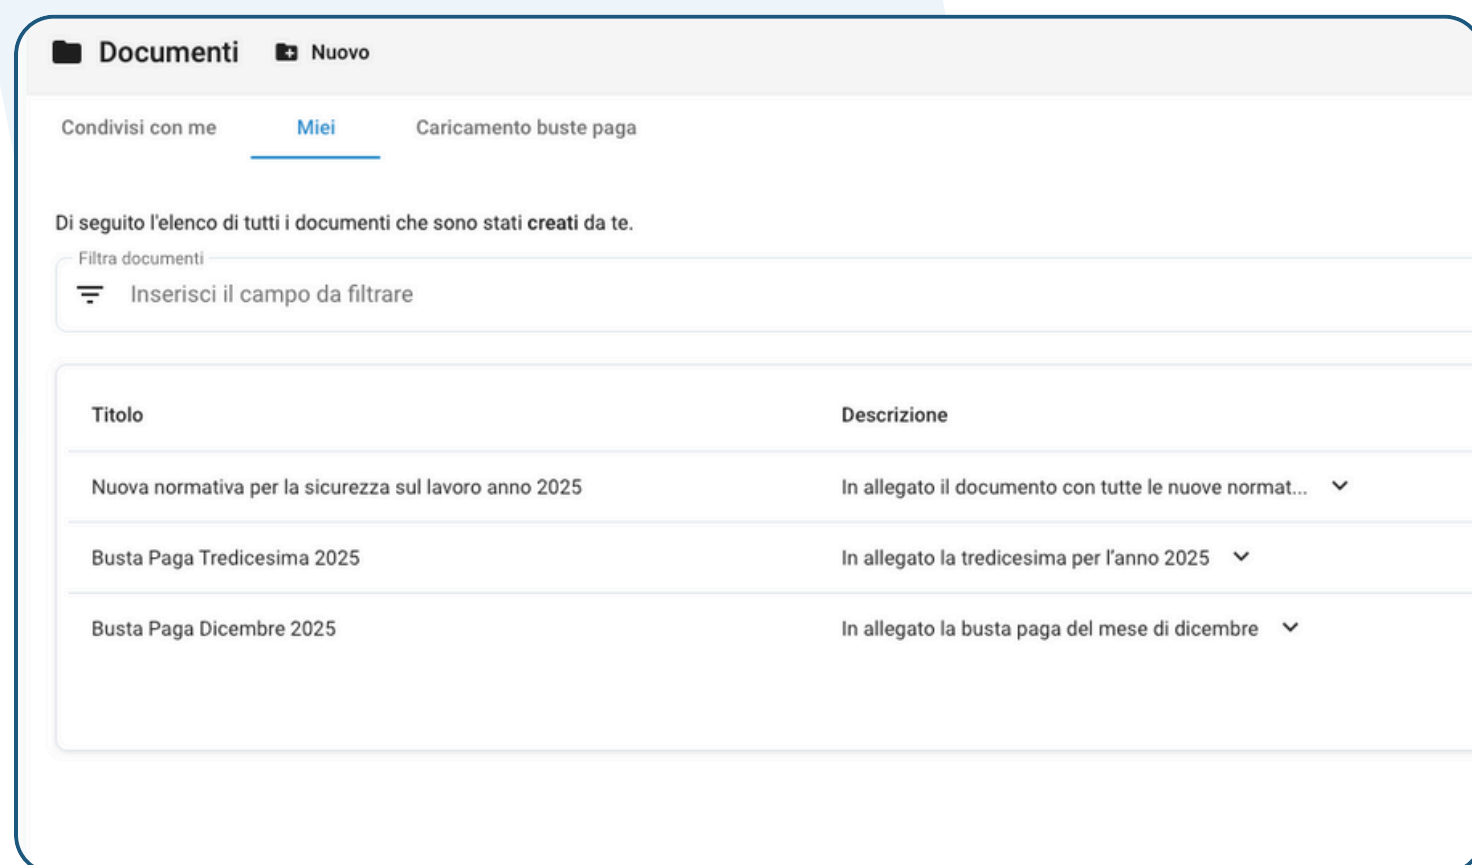 Documenti Nuovo
Condivisi con me Miei Caricamento buste paga
Di seguito l'elenco di tutti i documenti che sono stati creati da te.
Filtra documenti
Inserisci il campo da filtrare
Titolo Descrizione
Nuova normativa per la sicurezza sul lavoro anno 2025 In allegato il documento con tutte le nuove normat...
Busta Paga Tredicesima 2025 In allegato la tredicesima per l'anno 2025
Busta Paga Dicembre 2025 In allegato la busta paga del mese di dicembre